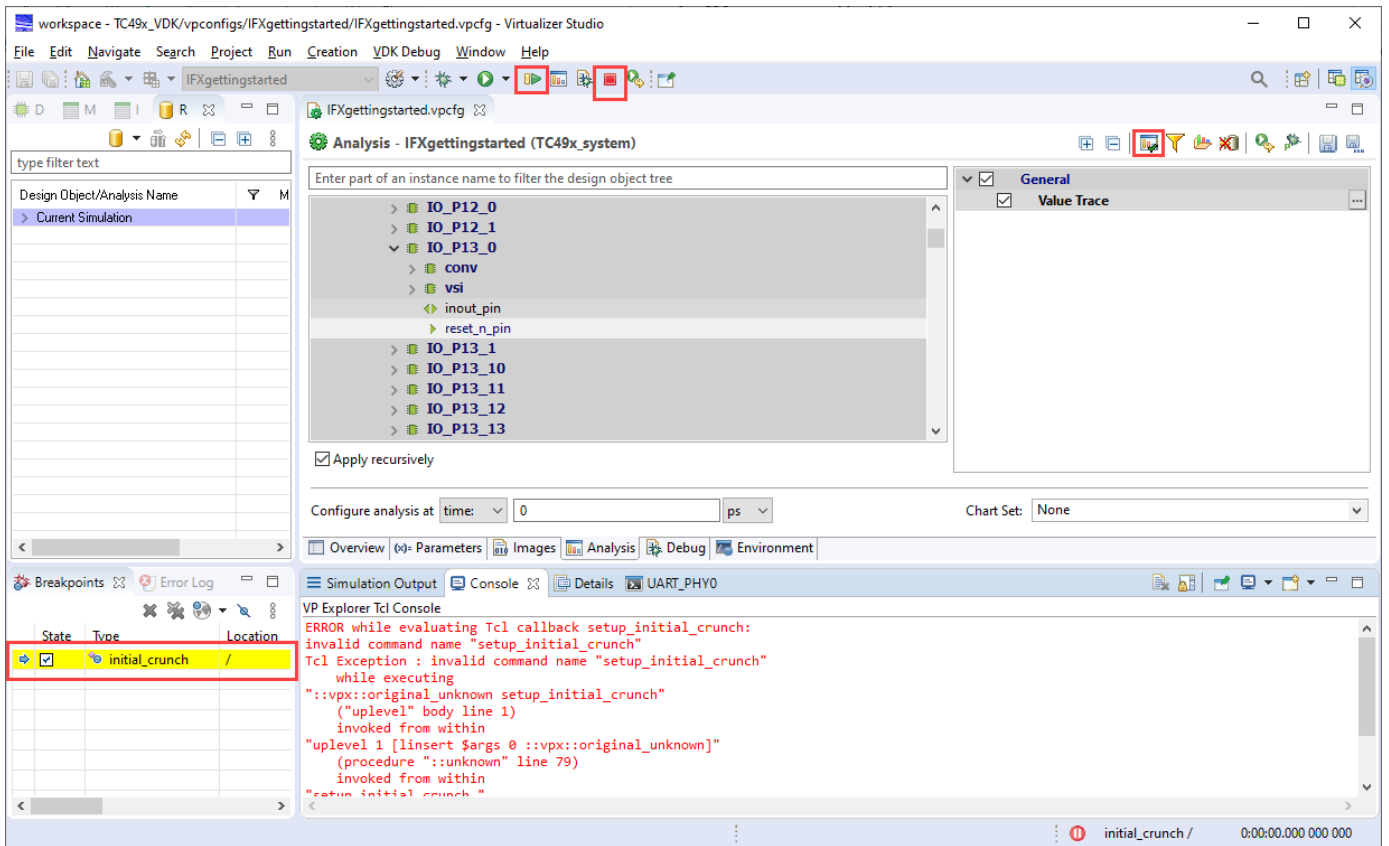 workspace - TC49x_VDK/vpconfigs/IFXgettingstarted/IFXgettingstarted.vpcfg - Virtualizer Studio
File Edit Navigate Search Project Run Creation VDK Debug Window Help
IFXgettingstarted
D M I R
type filter text
Design Object/Analysis Name M
Current Simulation
IFXgettingstarted.vpcfg
Analysis - IFXgettingstarted (TC49x_system)
Enter part of an instance name to filter the design object tree
IO_P12_0
IO_P12_1
IO_P13_0
conv
vsi
inout_pin
reset_n_pin
IO_P13_1
IO_P13_10
IO_P13_11
IO_P13_12
IO_P13_13
General
Value Trace
Apply recursively
Configure analysis at time: 0 ps Chart Set: None
Overview (x)= Parameters Images Analysis Debug Environment
Breakpoints Error Log
State Type Location
initial_crunch /
Simulation Output Console Details UART_PHY0
VP Explorer Tcl Console
ERROR while evaluating Tcl callback setup_initial_crunch:
invalid command name "setup_initial_crunch"
Tcl Exception : invalid command name "setup_initial_crunch"
while executing
"::vpx::original_unknown setup_initial_crunch"
("uplevel" body line 1)
invoked from within
"uplevel 1 [linsert $args 0 ::vpx::original_unknown]"
(procedure "::unknown" line 79)
invoked from within
"setup_initial_crunch "
initial_crunch / 0:00:00.000 000 000